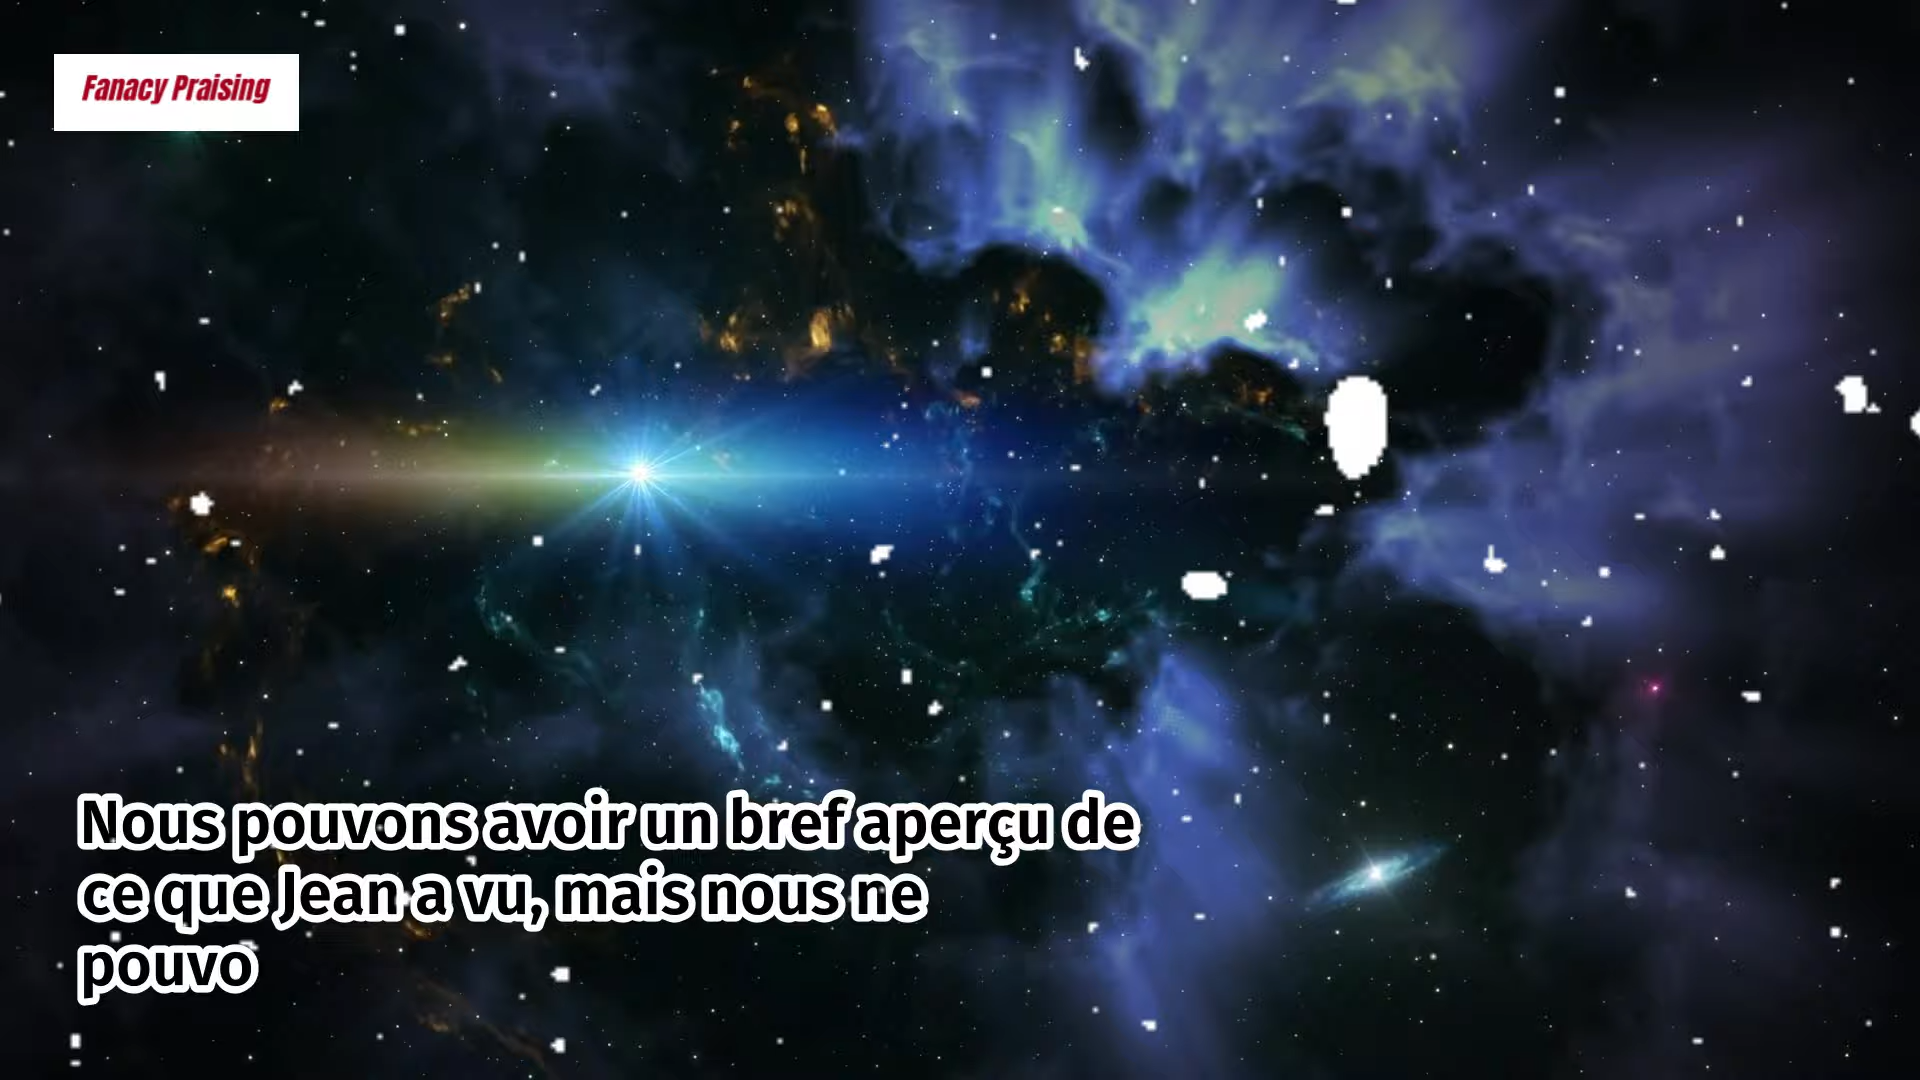 Fanacy Praising
Nous pouvons avoir un bref aperçu de
ce que Jean a vu, mais nous ne
pouvo